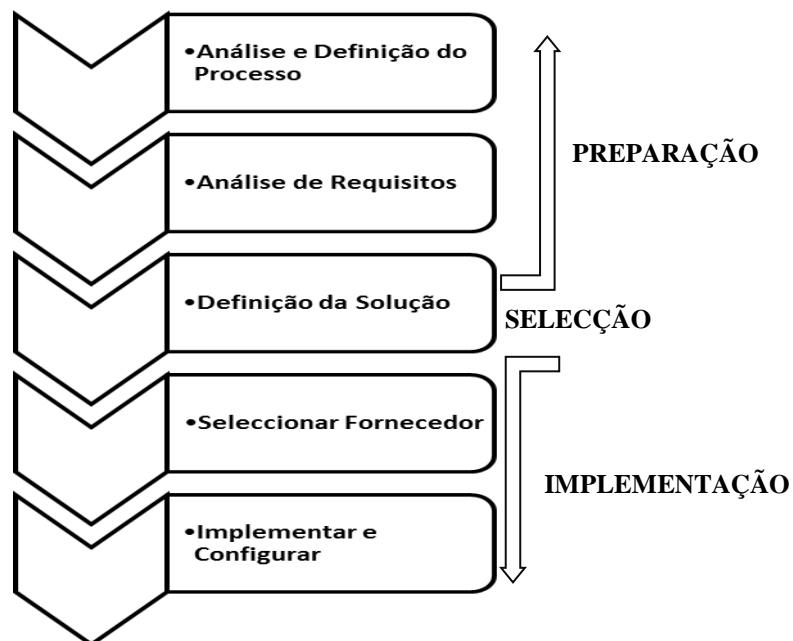 •Análise e Definição do
Processo
PREPARAÇÃO
•Análise de Requisitos
•Definição da Solução
SELECÇÃO
•Seleccionar Fornecedor
IMPLEMENTAÇÃO
•Implementar e
Configurar